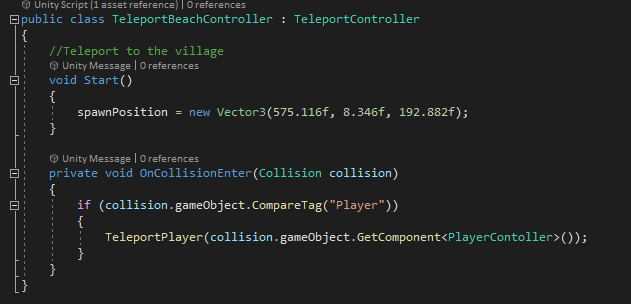 Unity Script (1 asset reference) | 0 references
public class TeleportBeachController : TeleportController
{
//Teleport to the village
Unity Message | 0 references
void Start()
{
spawnPosition = new Vector3(575.116f, 8.346f, 192.882f);
}
Unity Message | 0 references
private void OnCollisionEnter(Collision collision)
{
if (collision.gameObject.CompareTag("Player"))
{
TeleportPlayer(collision.gameObject.GetComponent<PlayerContoller>());
}
}
}